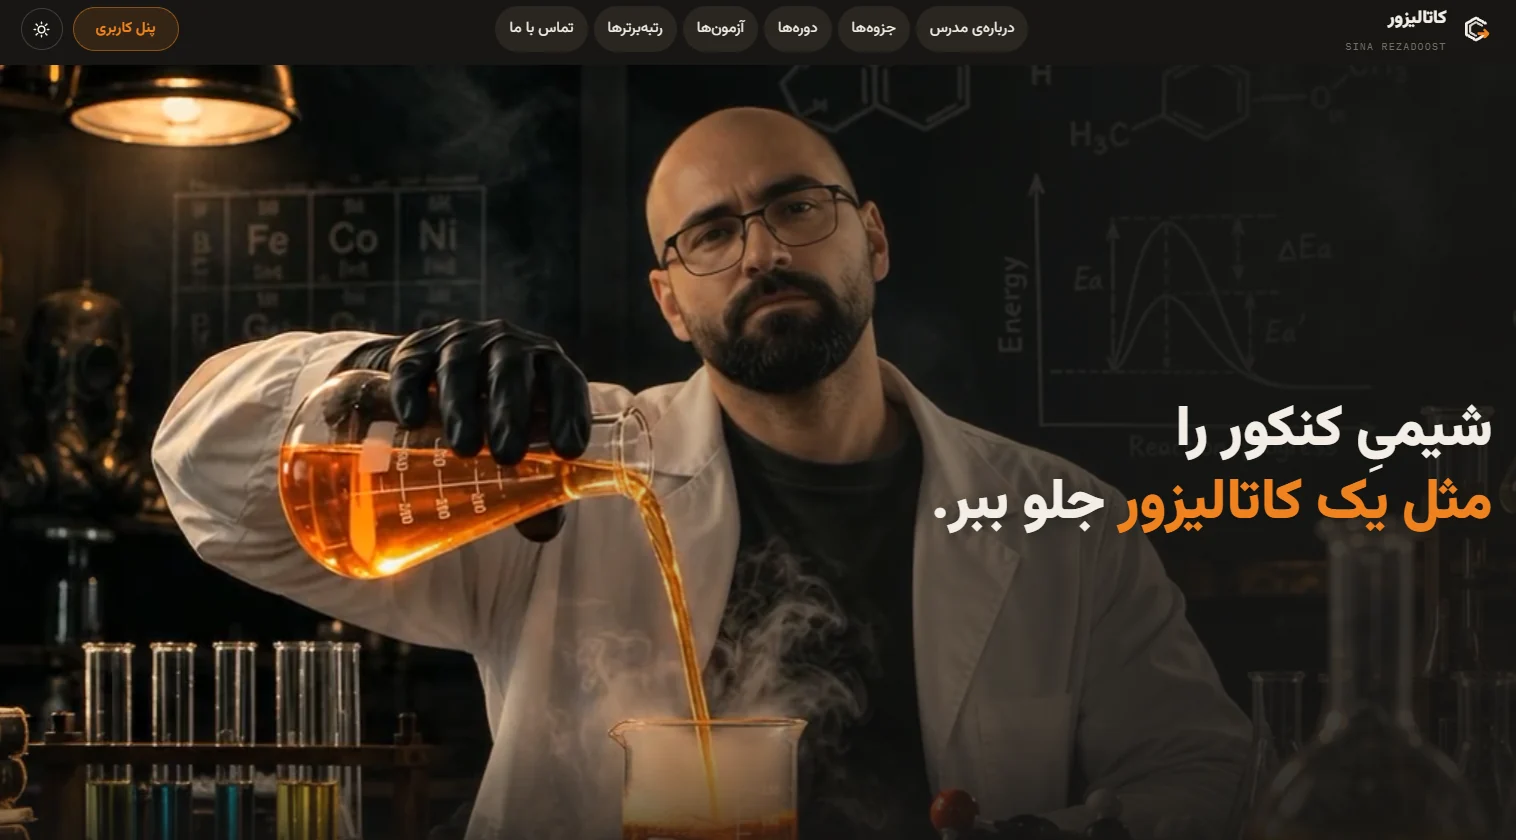 کاتالیزور
SINA REZADOOST
درباره‌ی مدرس
جزوه‌ها
دوره‌ها
آزمون‌ها
رتبه‌برترها
تماس با ما
پنل کاربری
شیمیِ کنکور را
مثل یک کاتالیزور جلو ببر.
H
H₃C
O
Fe
Co
Ni
Energy
Ea
ΔEa
Ea′